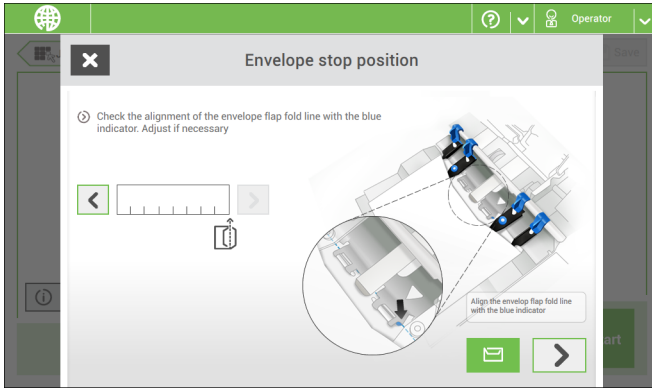 Operator
Save
Envelope stop position
Check the alignment of the envelope flap fold line with the blue
indicator. Adjust if necessary
Align the envelop flap fold line
with the blue indicator
art